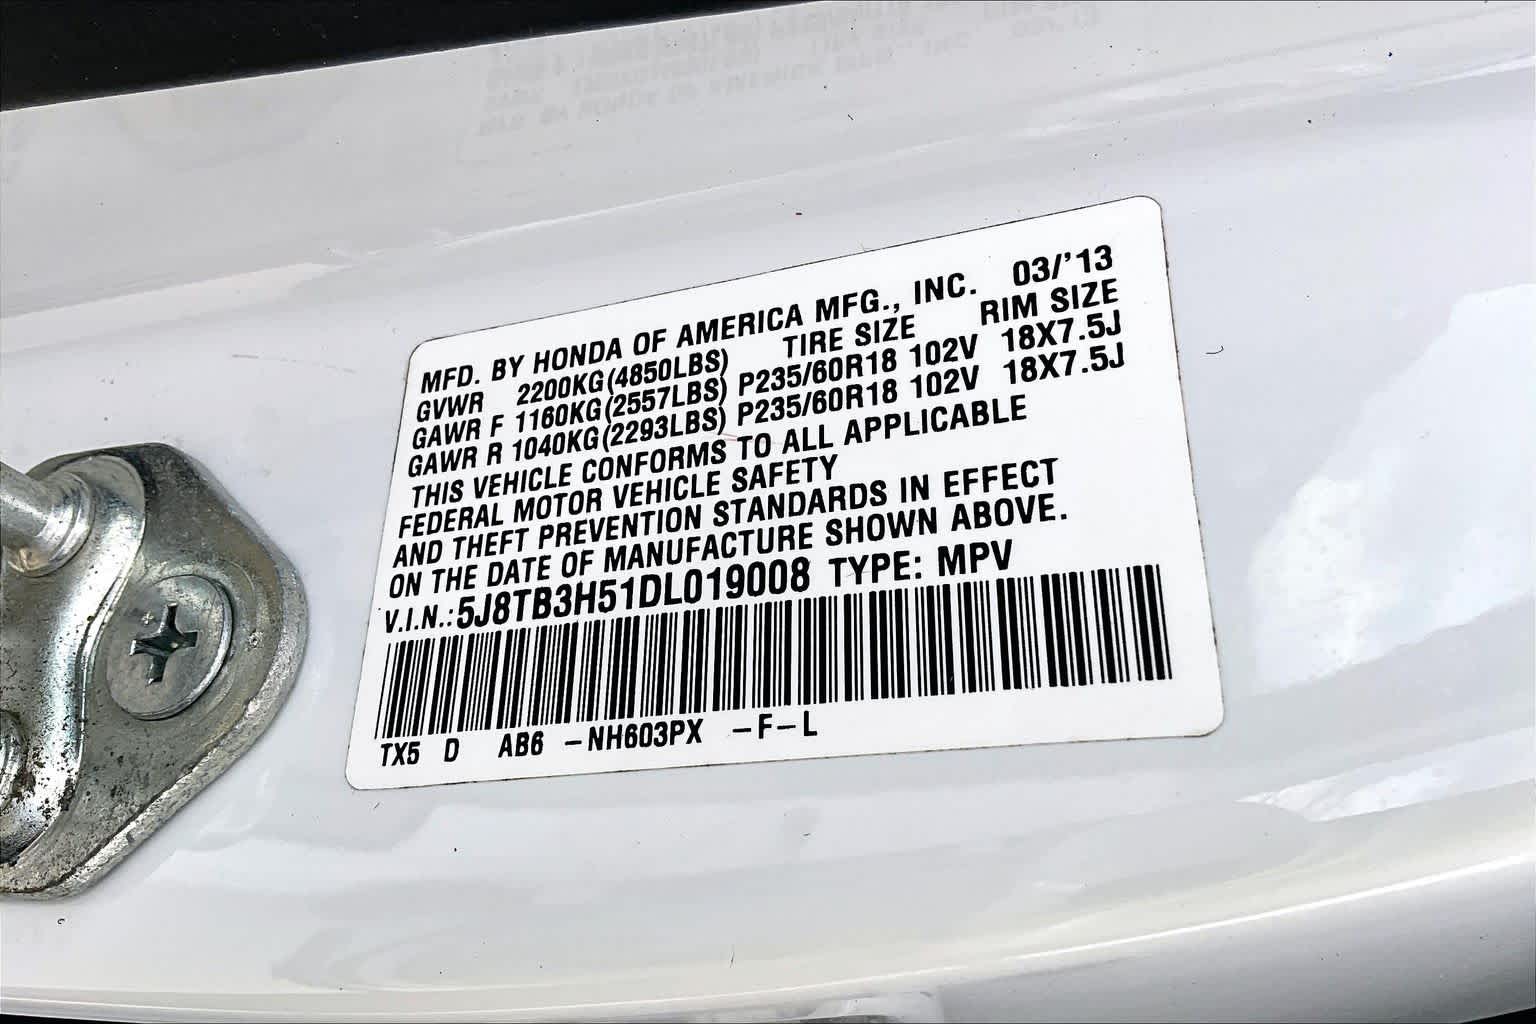 MFD. BY HONDA OF AMERICA MFG., INC. 03/'13
GVWR 2200KG(4850LBS) TIRE SIZE RIM SIZE
GAWR F 1160KG(2557LBS) P235/60R18 102V 18X7.5J
GAWR R 1040KG(2293LBS) P235/60R18 102V 18X7.5J
THIS VEHICLE CONFORMS TO ALL APPLICABLE
FEDERAL MOTOR VEHICLE SAFETY
AND THEFT PREVENTION STANDARDS IN EFFECT
ON THE DATE OF MANUFACTURE SHOWN ABOVE.
V.I.N.:5J8TB3H51DL019008 TYPE: MPV
TX5 D AB6 -NH603PX -F-L